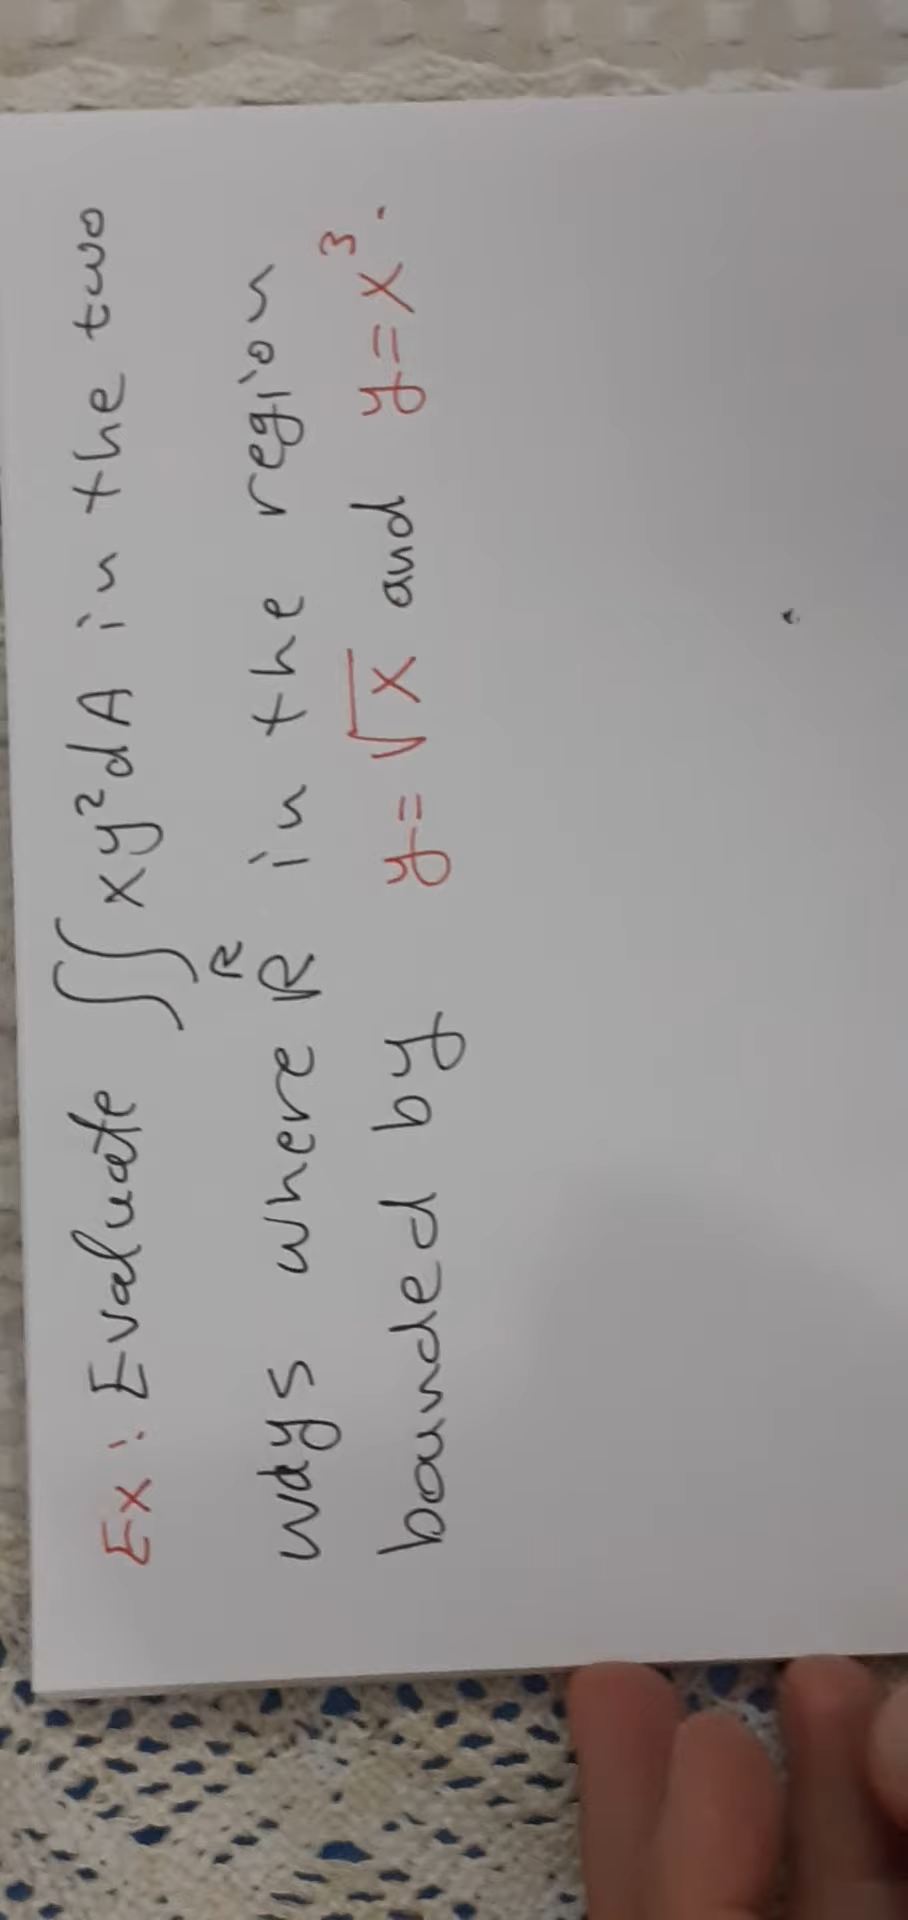 Ex: Evaluate ∬_R xy² dA in the two
ways where R in the region
bounded by y = √x and y = x³.